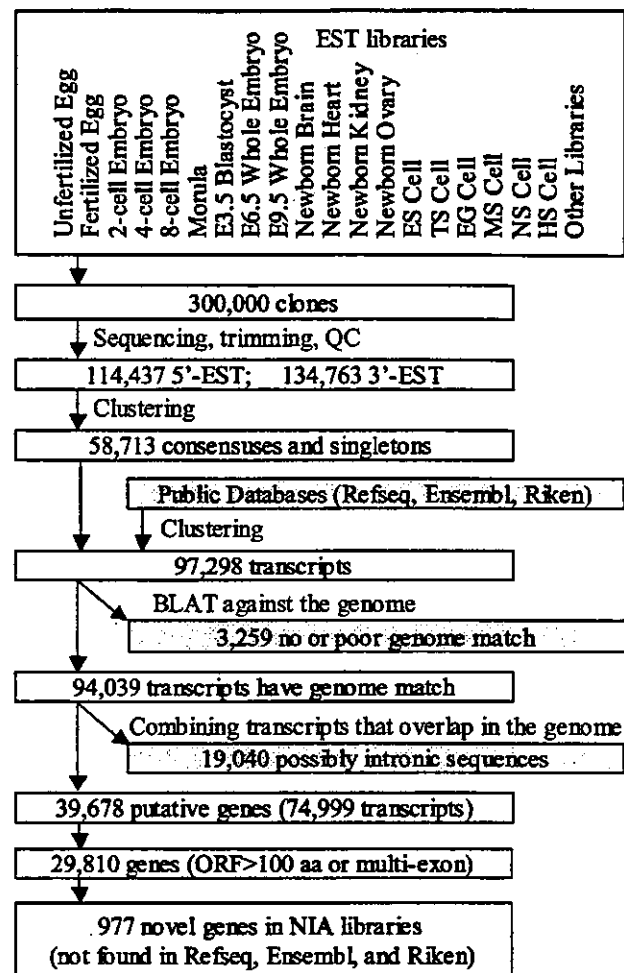 EST libraries
Unfertilized Egg
Fertilized Egg
2-cell Embryo
4-cell Embryo
8-cell Embryo
Morula
E3.5 Blastocyst
E6.5 Whole Embryo
E9.5 Whole Embryo
Newborn Brain
Newborn Heart
Newborn Kidney
Newborn Ovary
ES Cell
TS Cell
EG Cell
MS Cell
NS Cell
HS Cell
Other Libraries
300,000 clones
Sequencing, trimming, QC
114,437 5'-EST; 134,763 3'-EST
Clustering
58,713 consensuses and singletons
Public Databases (Refseq, Ensembl, Riken)
Clustering
97,298 transcripts
BLAT against the genome
3,259 no or poor genome match
94,039 transcripts have genome match
Combining transcripts that overlap in the genome
19,040 possibly intronic sequences
39,678 putative genes (74,999 transcripts)
29,810 genes (ORF>100 aa or multi-exon)
977 novel genes in NIA libraries
(not found in Refseq, Ensembl, and Riken)